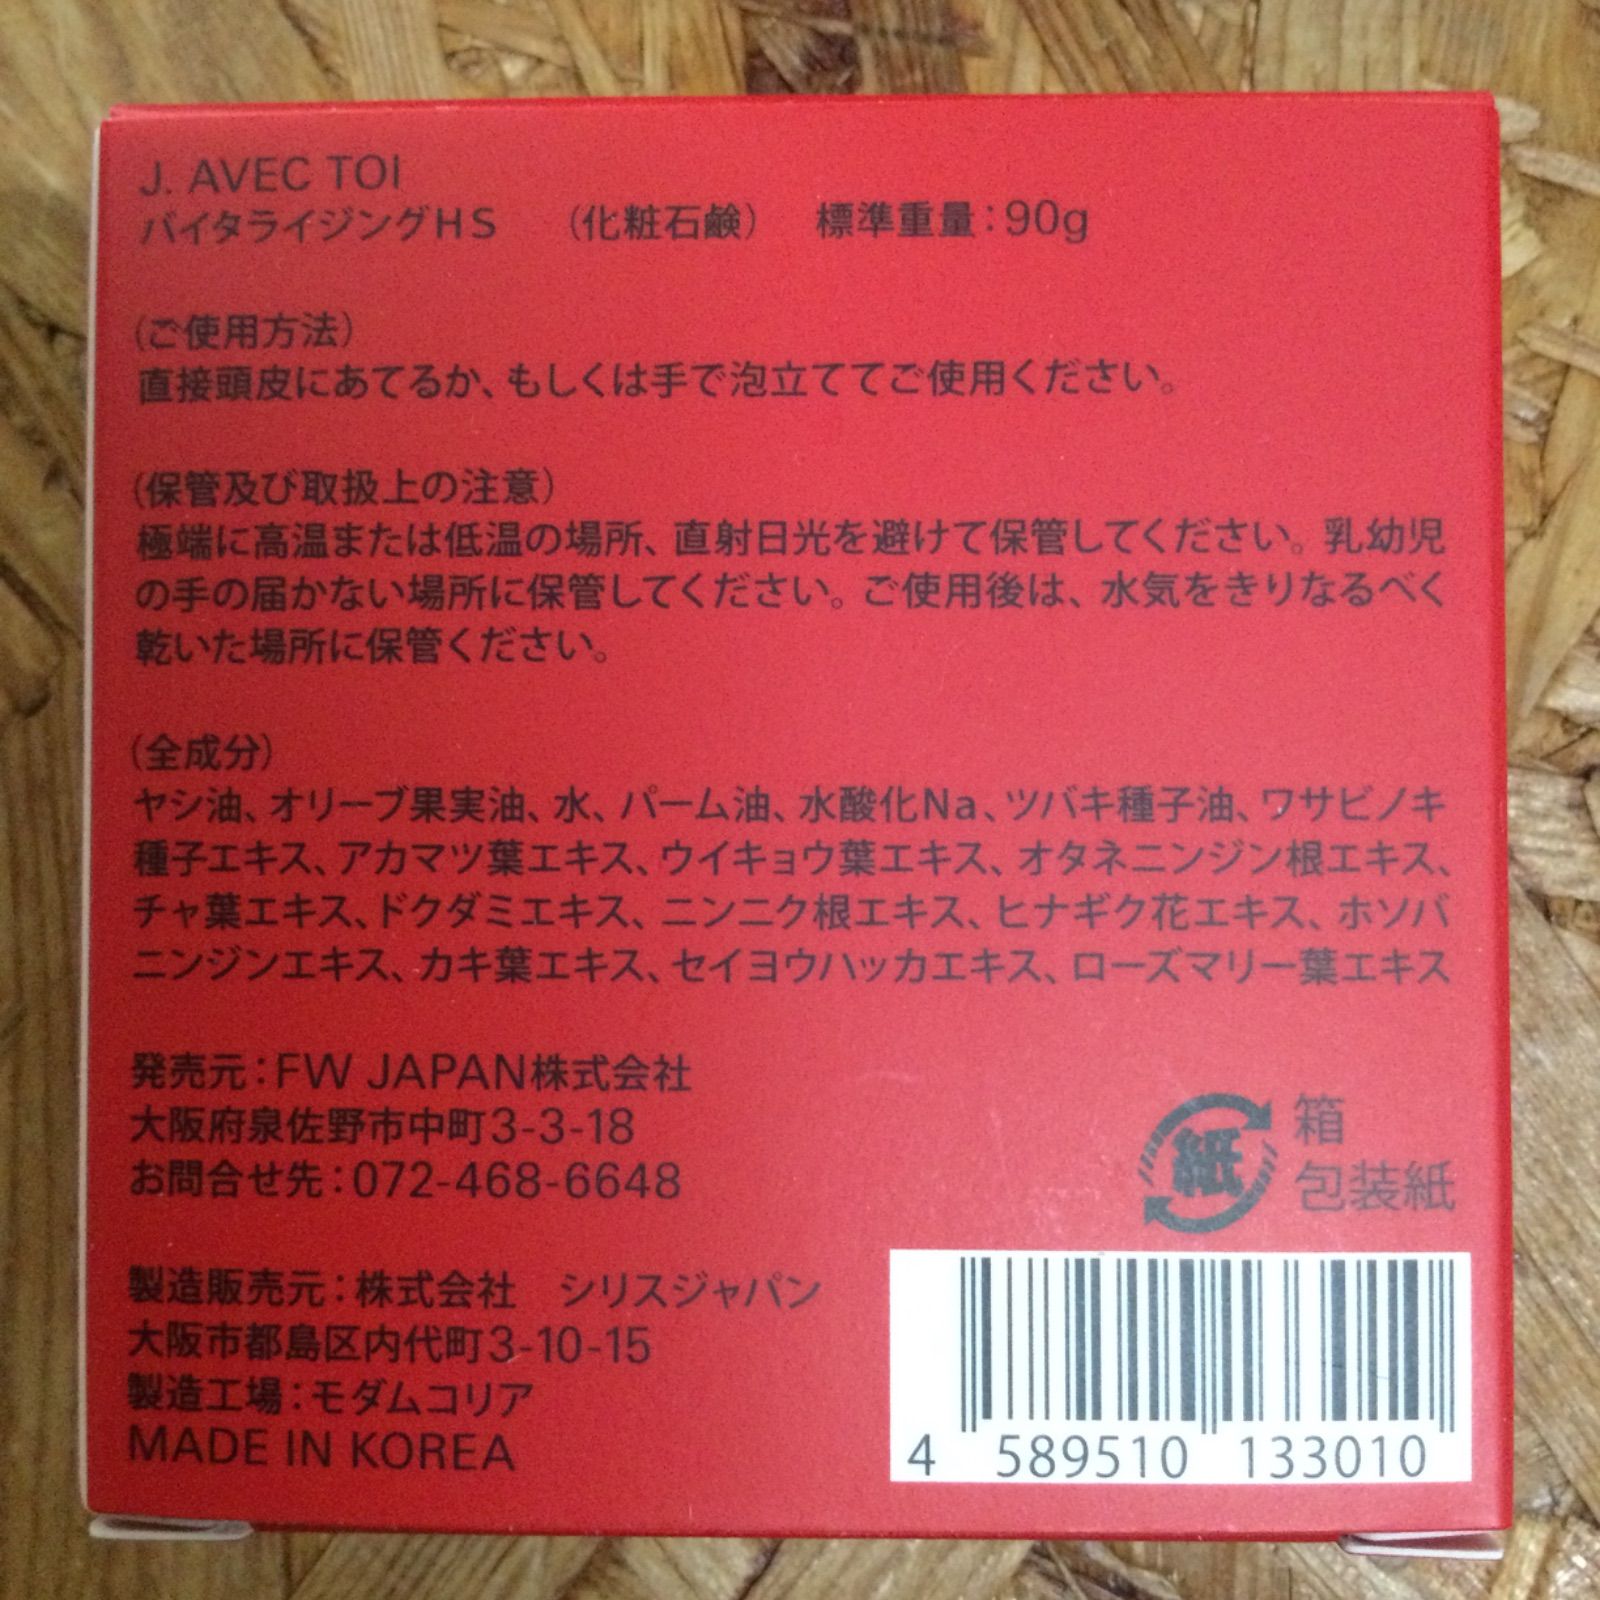 J. AVEC TOI
バイタライジングHS （化粧石鹸） 標準重量：90g
（ご使用方法）
直接頭皮にあてるか、もしくは手で泡立ててご使用ください。
（保管及び取扱上の注意）
極端に高温または低温の場所、直射日光を避けて保管してください。乳幼児
の手の届かない場所に保管してください。ご使用後は、水気をきりなるべく
乾いた場所に保管ください。
（全成分）
ヤシ油、オリーブ果実油、水、パーム油、水酸化Na、ツバキ種子油、ワサビノキ
種子エキス、アカマツ葉エキス、ウイキョウ葉エキス、オタネニンジン根エキス、
チャ葉エキス、ドクダミエキス、ニンニク根エキス、ヒナギク花エキス、ホソバ
ニンジンエキス、カキ葉エキス、セイヨウハッカエキス、ローズマリー葉エキス
発売元：FW JAPAN株式会社
大阪府泉佐野市中町3-3-18
お問合せ先：072-468-6648
紙
箱
包装紙
製造販売元：株式会社 シリスジャパン
大阪市都島区内代町3-10-15
製造工場：モダムコリア
MADE IN KOREA
4 589510 133010